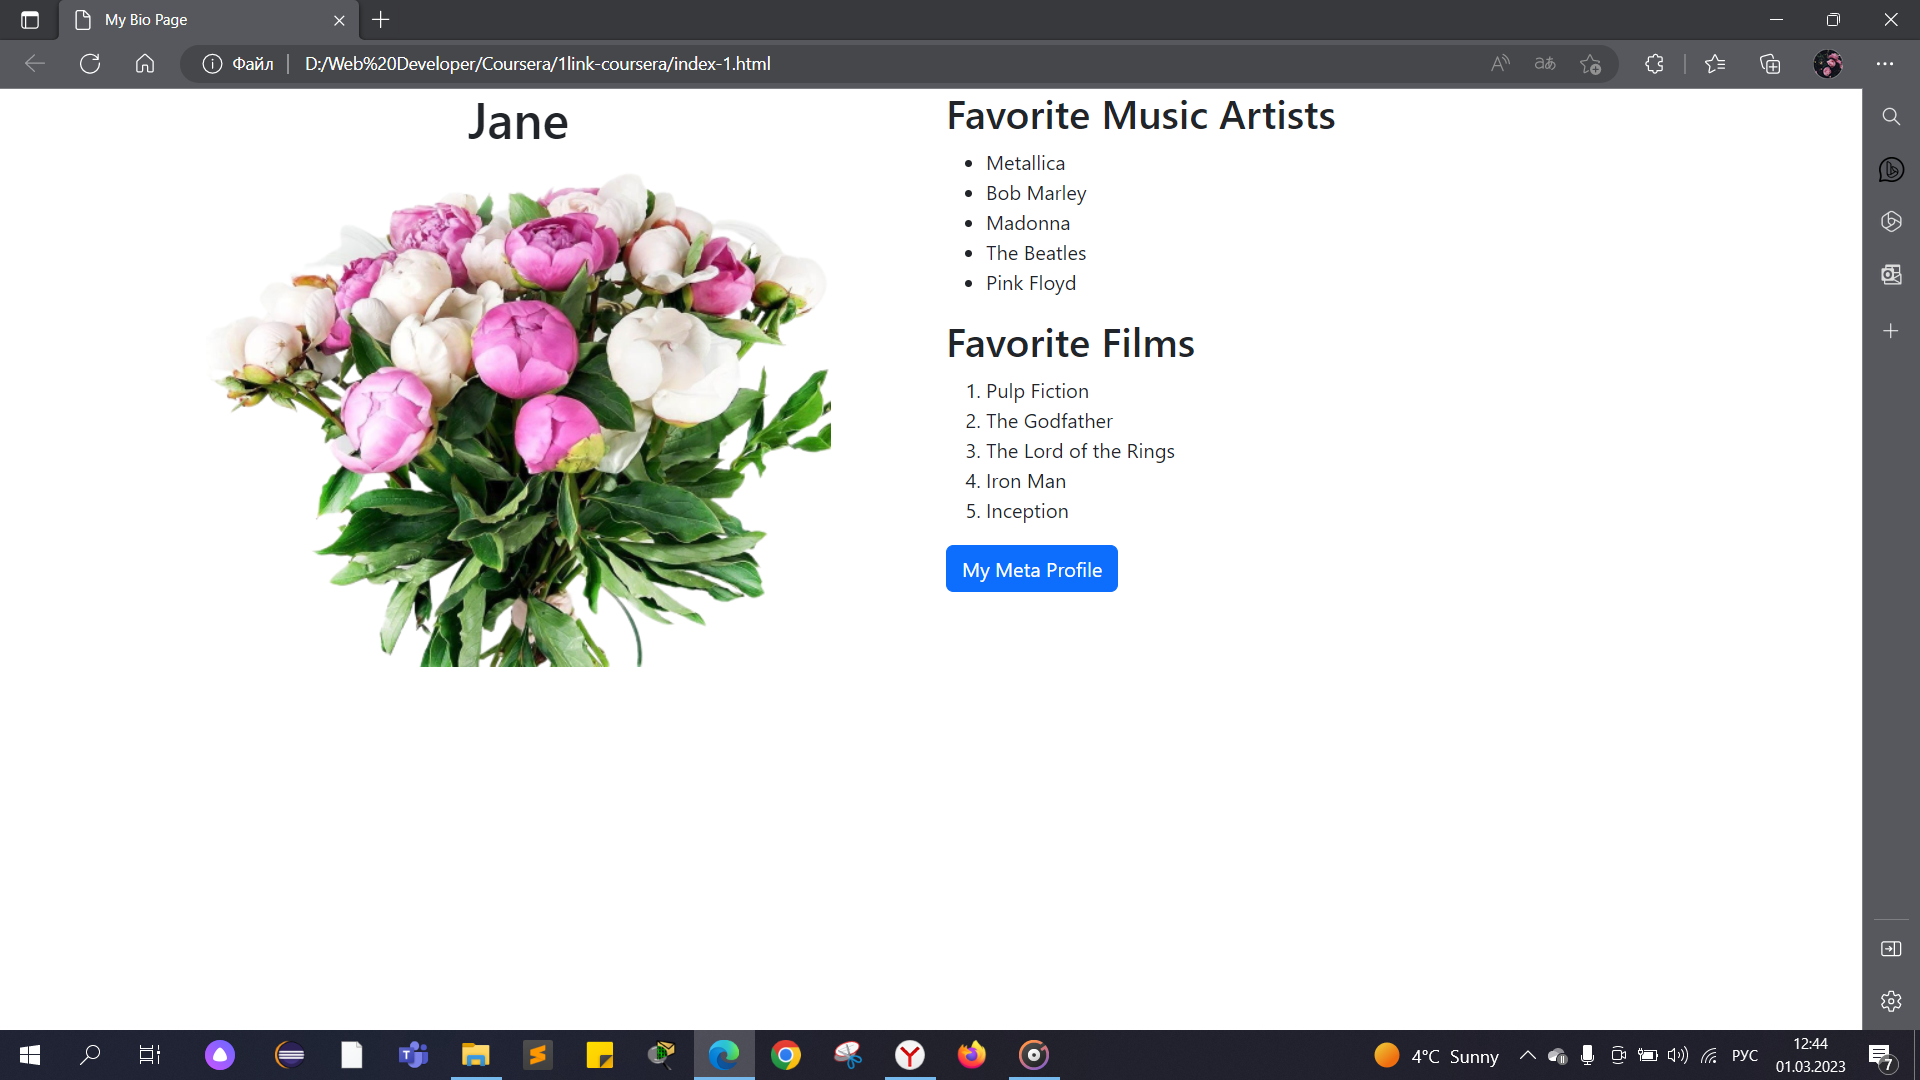 My Bio Page
Файл
D:/Web%20Developer/Coursera/1link-coursera/index-1.html
Jane
Favorite Music Artists
• Metallica
• Bob Marley
• Madonna
• The Beatles
• Pink Floyd
Favorite Films
1. Pulp Fiction
2. The Godfather
3. The Lord of the Rings
4. Iron Man
5. Inception
My Meta Profile
4°C Sunny
РУС
12:44
01.03.2023
7